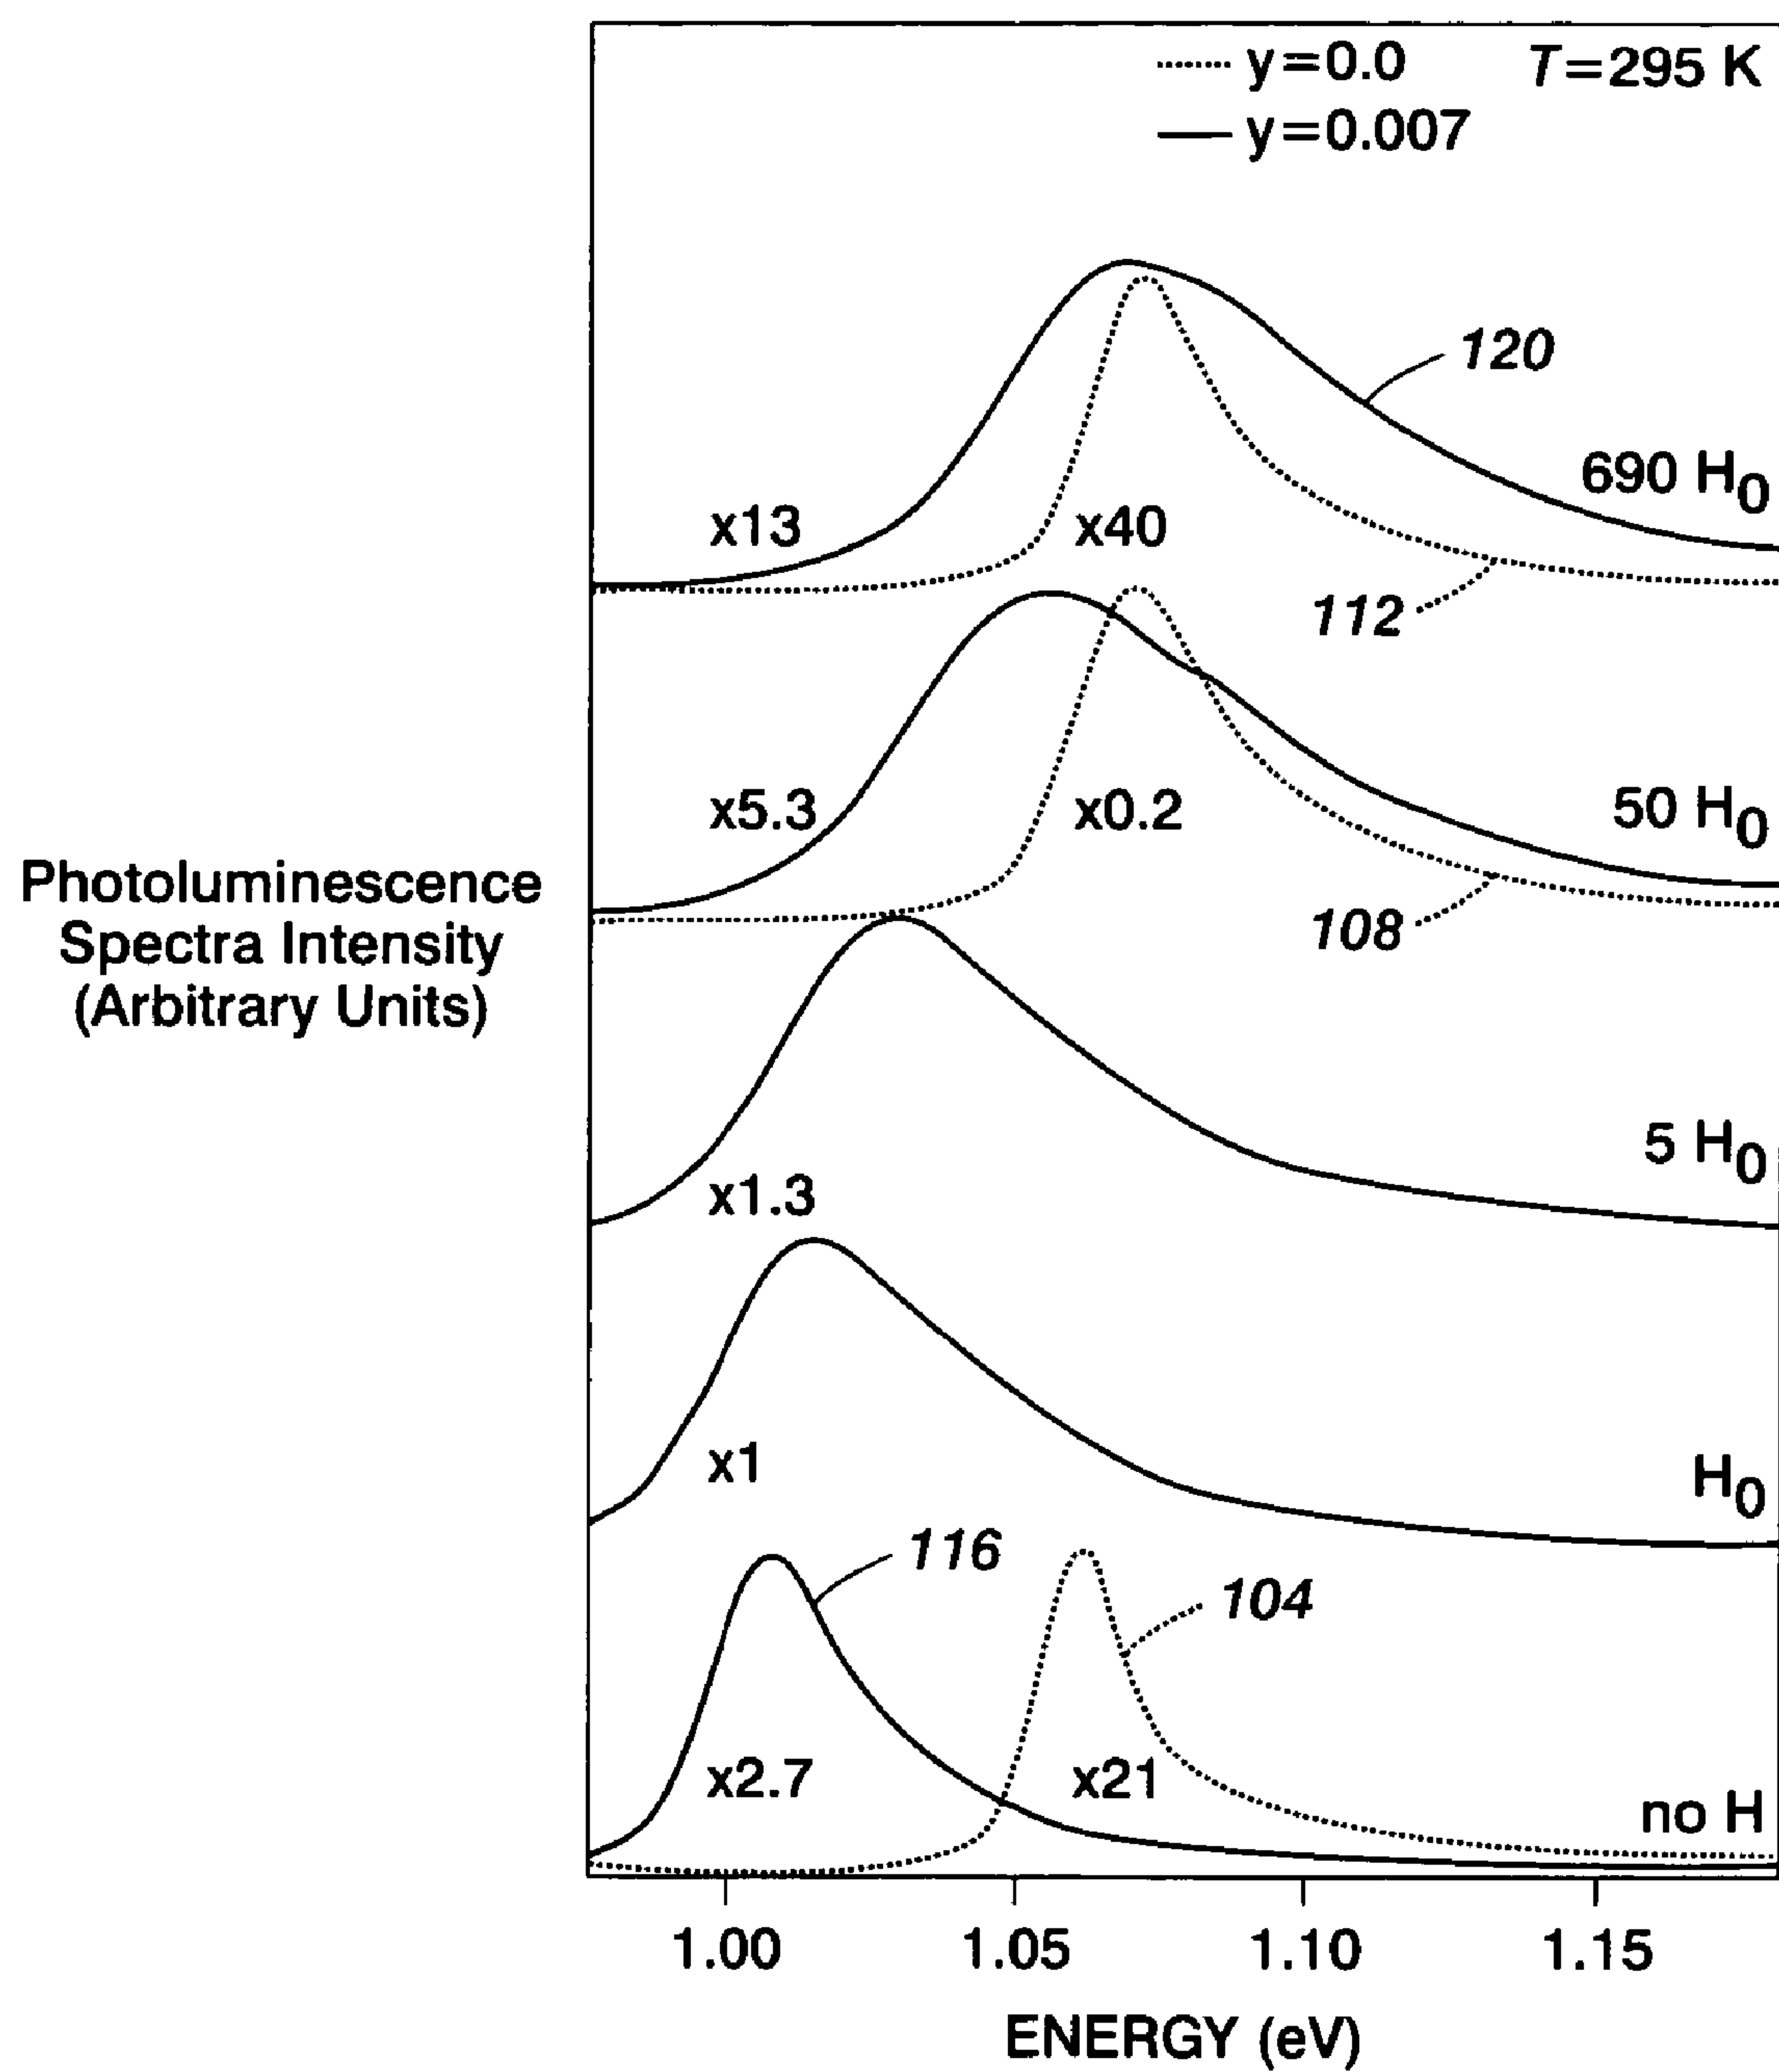 y=0.0 T=295 K
y=0.007
120
690 H0
x13 x40
112
x5.3 x0.2 50 H0
Photoluminescence
Spectra Intensity
(Arbitrary Units)
108
5 H0
x1.3
x1 H0
116
104
x2.7 x21 no H
1.00 1.05 1.10 1.15
ENERGY (eV)